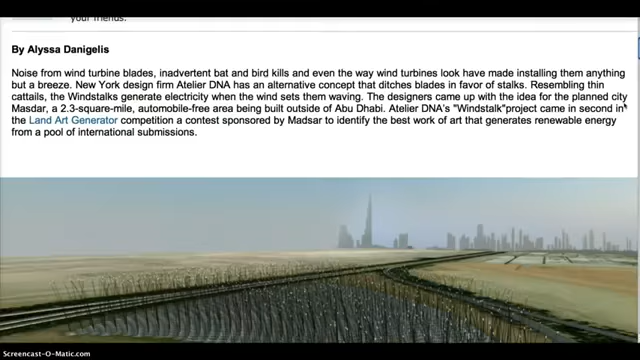 your friends.
By Alyssa Danigelis
Noise from wind turbine blades, inadvertent bat and bird kills and even the way wind turbines look have made installing them anything
but a breeze. New York design firm Atelier DNA has an alternative concept that ditches blades in favor of stalks. Resembling thin
cattails, the Windstalks generate electricity when the wind sets them waving. The designers came up with the idea for the planned city
Masdar, a 2.3-square-mile, automobile-free area being built outside of Abu Dhabi. Atelier DNA's "Windstalk"project came in second in
the Land Art Generator competition a contest sponsored by Madsar to identify the best work of art that generates renewable energy
from a pool of international submissions.
Screencast-O-Matic.com